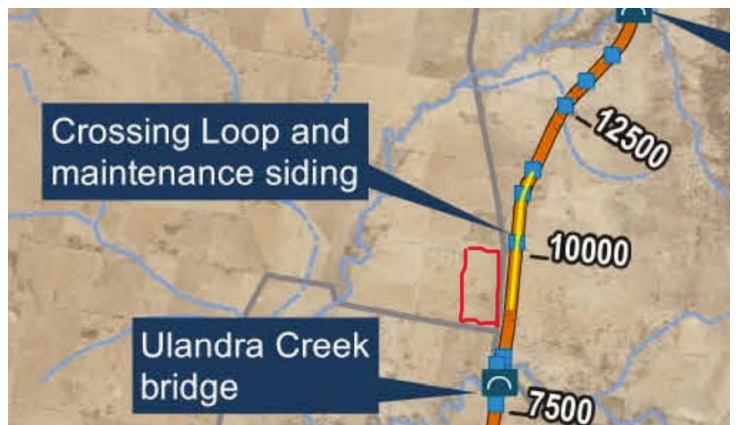 Crossing Loop and
maintenance siding
12500
10000
Ulandra Creek
bridge
7500